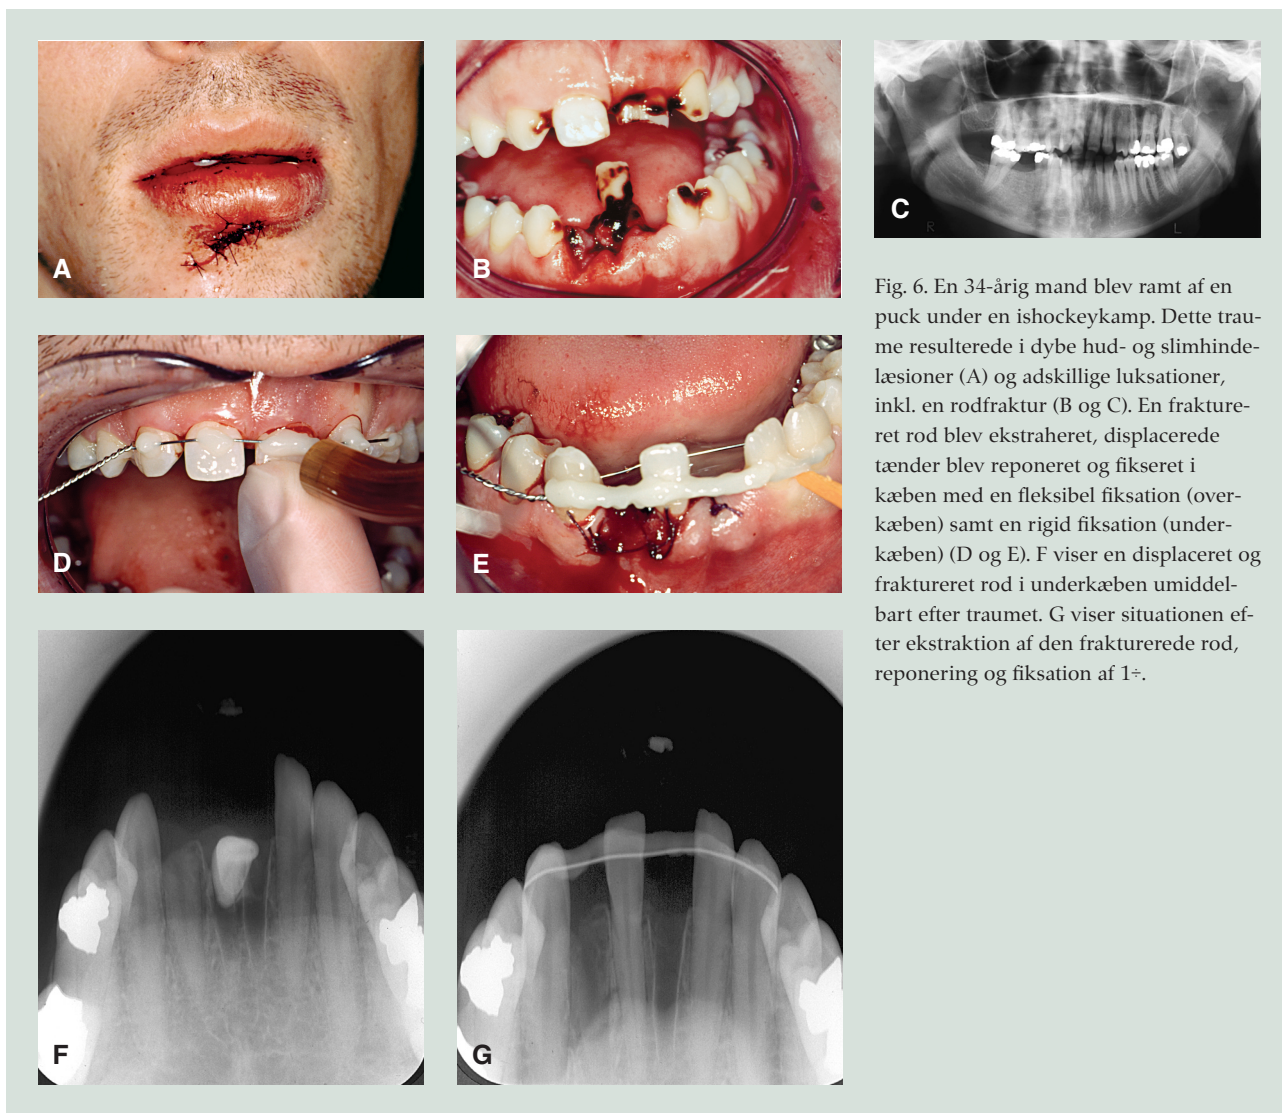 A
B
C
R
L
Fig. 6. En 34-årig mand blev ramt af en
puck under en ishockeykamp. Dette trau-
me resulterede i dybe hud- og slimhinde-
læsioner (A) og adskillige luksationer,
inkl. en rodfraktur (B og C). En frakture-
ret rod blev ekstraheret, displacerede
tænder blev reponeret og fikseret i
kæben med en fleksibel fiksation (over-
kæben) samt en rigid fiksation (under-
kæben) (D og E). F viser en displaceret og
fraktureret rod i underkæben umiddel-
bart efter traumet. G viser situationen ef-
ter ekstraktion af den frakturerede rod,
reponering og fiksation af 1÷.
D
E
F
G